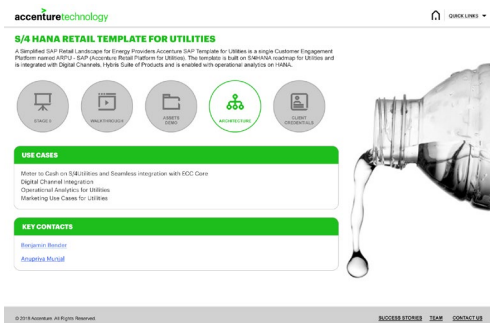 accenturetechnology
QUICK LINKS
S/4 HANA RETAIL TEMPLATE FOR UTILITIES
A Simplified SAP Retail Landscape for Energy Providers Accenture SAP Template for Utilities is a single Customer Engagement
Platform named ARPU - SAP (Accenture Retail Platform for Utilities). The template is built on S/4HANA roadmap for Utilities and
is integrated with Digital Channels, Hybris Suite of Products and is enabled with operational analytics on HANA.
WALKTHROUGH
ASSETS
DEMO
ARCHITECTURE
CLIENT
CREDENTIALS
USE CASES
Meter to Cash on S/4Utilities and Seamless integration with ECC Core
Digital Channel Integration
Operational Analytics for Utilities
Marketing Use Cases for Utilities
KEY CONTACTS
Benjamin Bender
Anupriya Munjal
© 2019 Accenture. All Rights Reserved.
SUCCESS STORIES TEAM CONTACT US